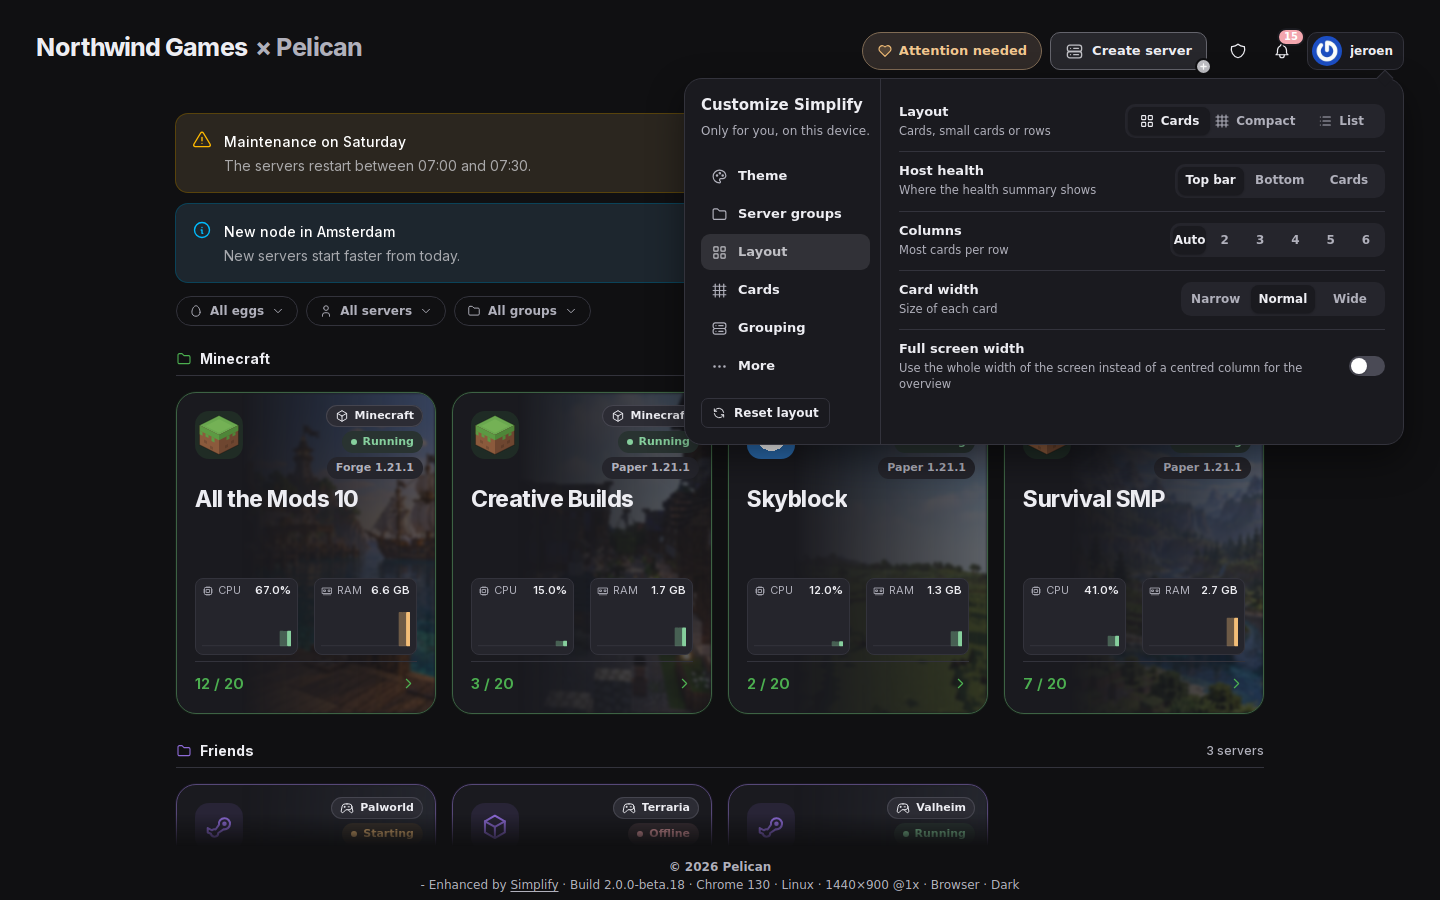 Northwind Games × Pelican
Attention needed
Create server
15
jeroen
Customize Simplify
Only for you, on this device.
Theme
Server groups
Layout
Cards
Grouping
More
Reset layout
Layout
Cards, small cards or rows
Cards
Compact
List
Host health
Where the health summary shows
Top bar
Bottom
Cards
Columns
Most cards per row
Auto 2 3 4 5 6
Card width
Size of each card
Narrow
Normal
Wide
Full screen width
Use the whole width of the screen instead of a centred column for the
overview
Maintenance on Saturday
The servers restart between 07:00 and 07:30.
New node in Amsterdam
New servers start faster from today.
All eggs
All servers
All groups
Minecraft
Minecraft
Running
Forge 1.21.1
All the Mods 10
CPU 67.0%
RAM 6.6 GB
12 / 20
Minecraf
Running
Paper 1.21.1
Creative Builds
CPU 15.0%
RAM 1.7 GB
3 / 20
Paper 1.21.1
Skyblock
CPU 12.0%
RAM 1.3 GB
2 / 20
Paper 1.21.1
Survival SMP
CPU 41.0%
RAM 2.7 GB
7 / 20
Friends
3 servers
Palworld
Starting
Terraria
Offline
Valheim
Running
© 2026 Pelican
- Enhanced by Simplify · Build 2.0.0-beta.18 · Chrome 130 · Linux · 1440×900 @1x · Browser · Dark